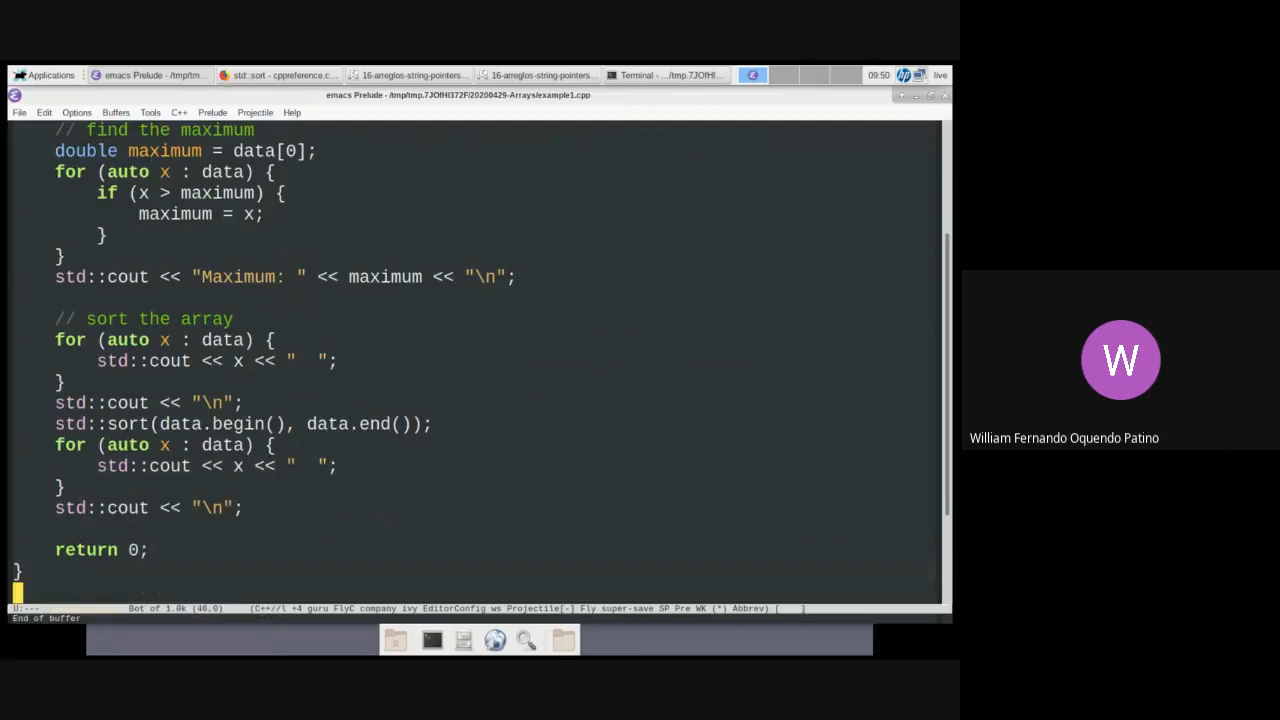 Applications
emacs Prelude - /tmp/tm...
std::sort - cppreference.c...
16-arreglos-string-pointers...
16-arreglos-string-pointers...
Terminal - .../tmp.7JOfHI...
09:50
hp
live
emacs Prelude - /tmp/tmp.7JOfHI372F/20200429-Arrays/example1.cpp
File Edit Options Buffers Tools C++ Prelude Projectile Help
// find the maximum
double maximum = data[0];
for (auto x : data) {
if (x > maximum) {
maximum = x;
}
}
std::cout << "Maximum: " << maximum << "\n";
// sort the array
for (auto x : data) {
std::cout << x << "  ";
}
std::cout << "\n";
std::sort(data.begin(), data.end());
for (auto x : data) {
std::cout << x << "  ";
}
std::cout << "\n";
return 0;
}
U:--- Bot of 1.0k (46,0) (C++//l +4 guru FlyC company ivy EditorConfig ws Projectile[-] Fly super-save SP Pre WK (*) Abbrev) [ ]
End of buffer
W
William Fernando Oquendo Patino